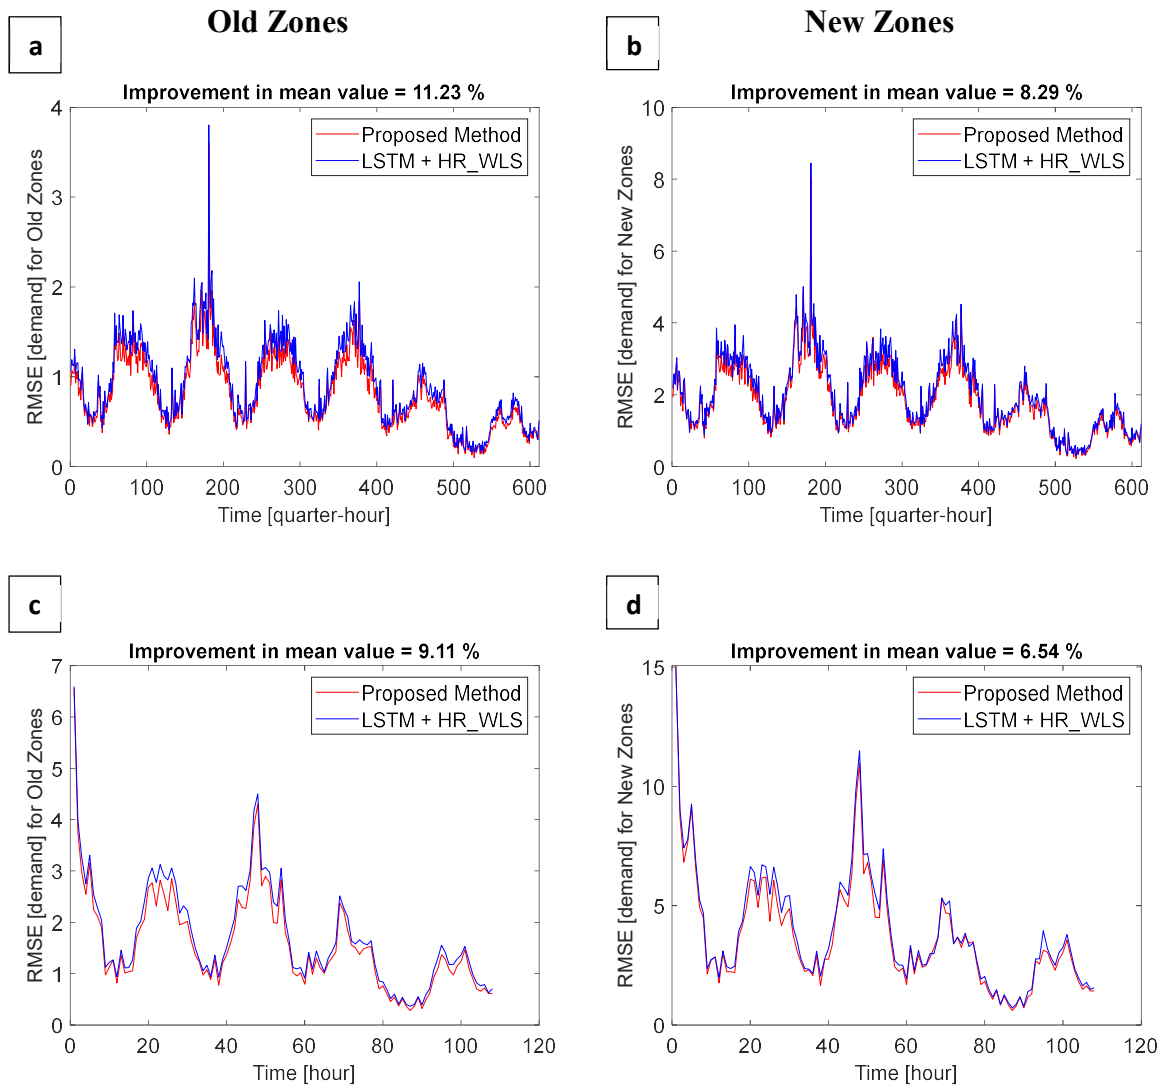 Old Zones
New Zones
a
b
Improvement in mean value = 11.23 %
RMSE [demand] for Old Zones
4
3
2
1
0
Proposed Method
LSTM + HR_WLS
0 100 200 300 400 500 600
Time [quarter-hour]
Improvement in mean value = 8.29 %
RMSE [demand] for New Zones
10
8
6
4
2
0
Proposed Method
LSTM + HR_WLS
0 100 200 300 400 500 600
Time [quarter-hour]
c
d
Improvement in mean value = 9.11 %
RMSE [demand] for Old Zones
7
6
5
4
3
2
1
0
Proposed Method
LSTM + HR_WLS
0 20 40 60 80 100 120
Time [hour]
Improvement in mean value = 6.54 %
RMSE [demand] for New Zones
15
10
5
0
Proposed Method
LSTM + HR_WLS
0 20 40 60 80 100 120
Time [hour]